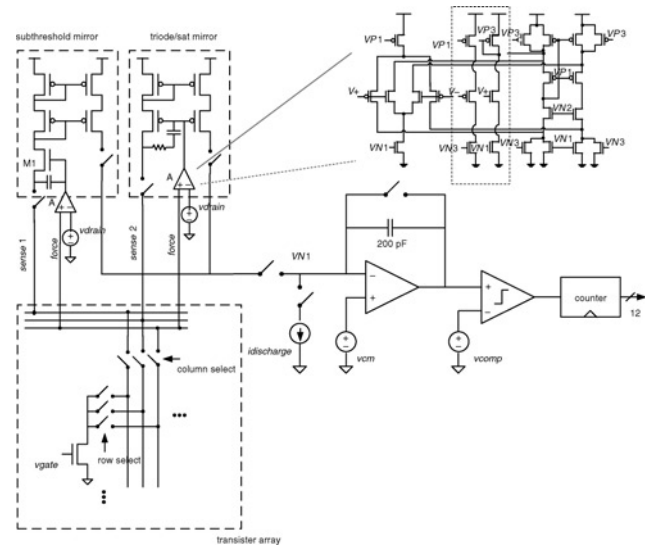 subthreshold mirror
triode/sat mirror
VP1
VP1
VP3
VP3
VP3
V+
V-
V+
VP1
VN2
VN1
VN3
VN1
VN1
VN3
M1
A
A
vdrain
vdrain
sense 1
force
sense 2
force
VN1
200 pF
idischarge
vcm
vcomp
counter
12
column select
row select
vgate
transister array